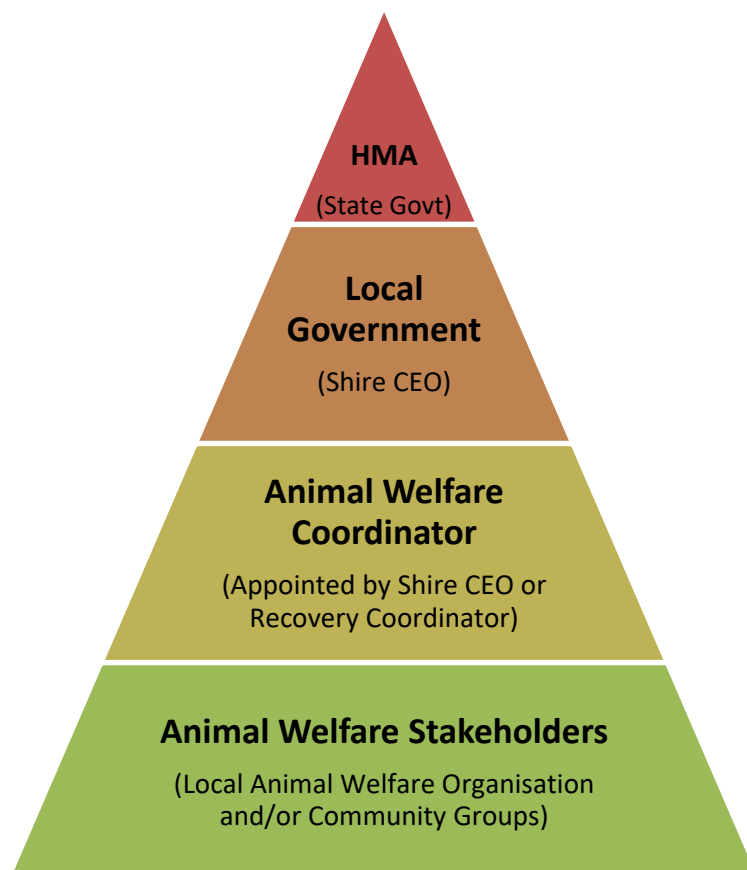 HMA
(State Govt)
Local
Government
(Shire CEO)
Animal Welfare
Coordinator
(Appointed by Shire CEO or
Recovery Coordinator)
Animal Welfare Stakeholders
(Local Animal Welfare Organisation
and/or Community Groups)